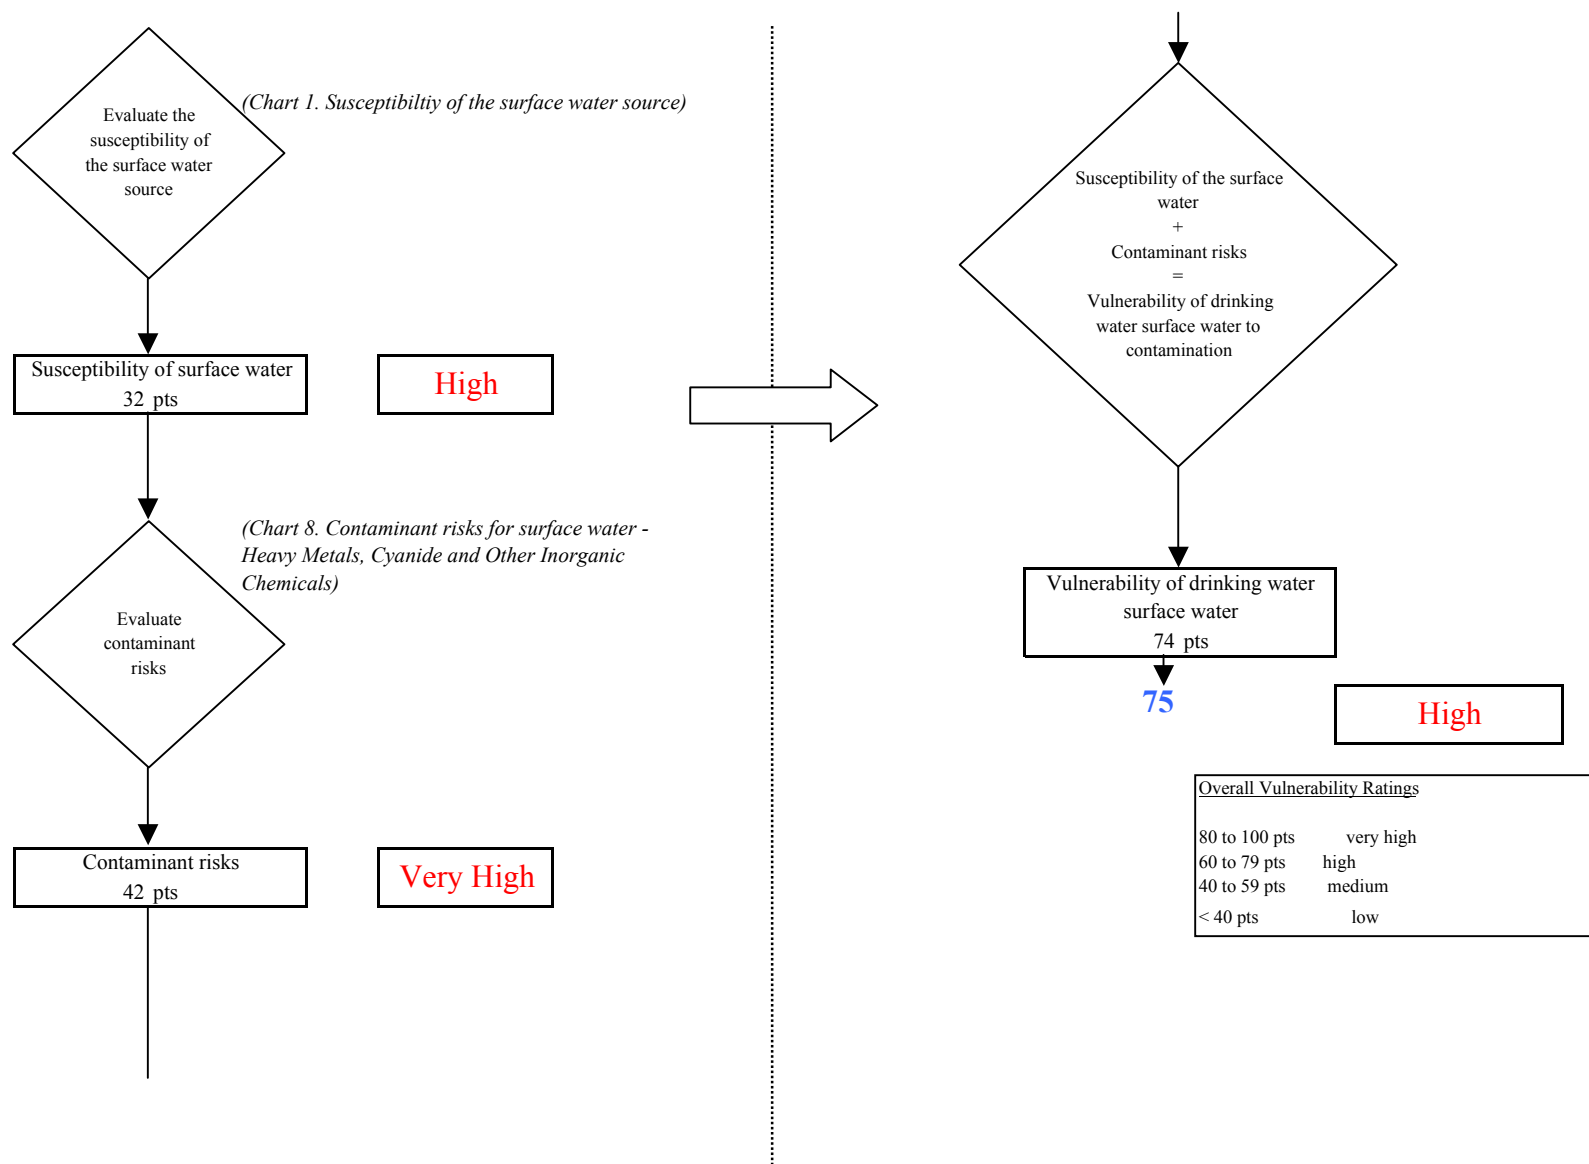 Evaluate the
susceptibility of
the surface water
source
(Chart 1. Susceptibiltiy of the surface water source)
Susceptibility of surface water
32 pts
High
(Chart 8. Contaminant risks for surface water -
Heavy Metals, Cyanide and Other Inorganic
Chemicals)
Evaluate
contaminant
risks
Contaminant risks
42 pts
Very High
Susceptibility of the surface
water
+
Contaminant risks
=
Vulnerability of drinking
water surface water to
contamination
Vulnerability of drinking water
surface water
74 pts
75
High
Overall Vulnerability Ratings
80 to 100 pts very high
60 to 79 pts high
40 to 59 pts medium
< 40 pts low